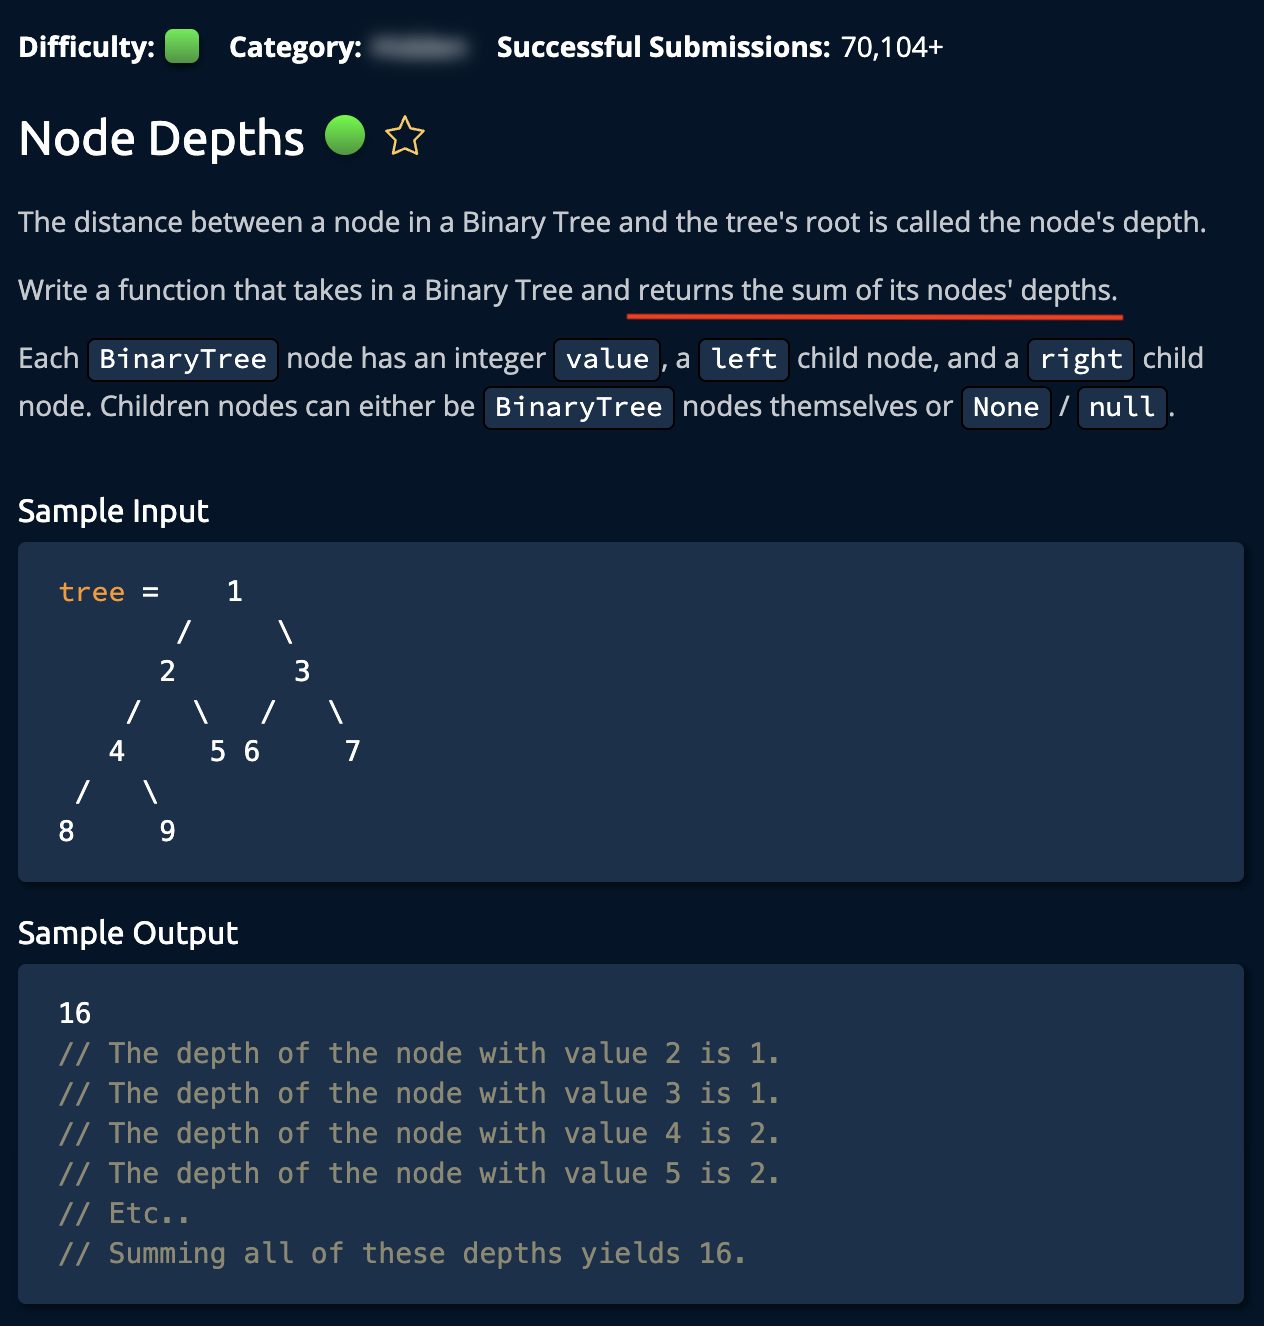 Difficulty: Category: Successful Submissions: 70,104+
Node Depths
The distance between a node in a Binary Tree and the tree's root is called the node's depth.
Write a function that takes in a Binary Tree and returns the sum of its nodes' depths.
Each BinaryTree node has an integer value, a left child node, and a right child
node. Children nodes can either be BinaryTree nodes themselves or None / null.
Sample Input
tree =    1
       /     \
      2       3
    /   \   /   \
   4     5 6     7
 /   \
8     9
Sample Output
16
// The depth of the node with value 2 is 1.
// The depth of the node with value 3 is 1.
// The depth of the node with value 4 is 2.
// The depth of the node with value 5 is 2.
// Etc..
// Summing all of these depths yields 16.